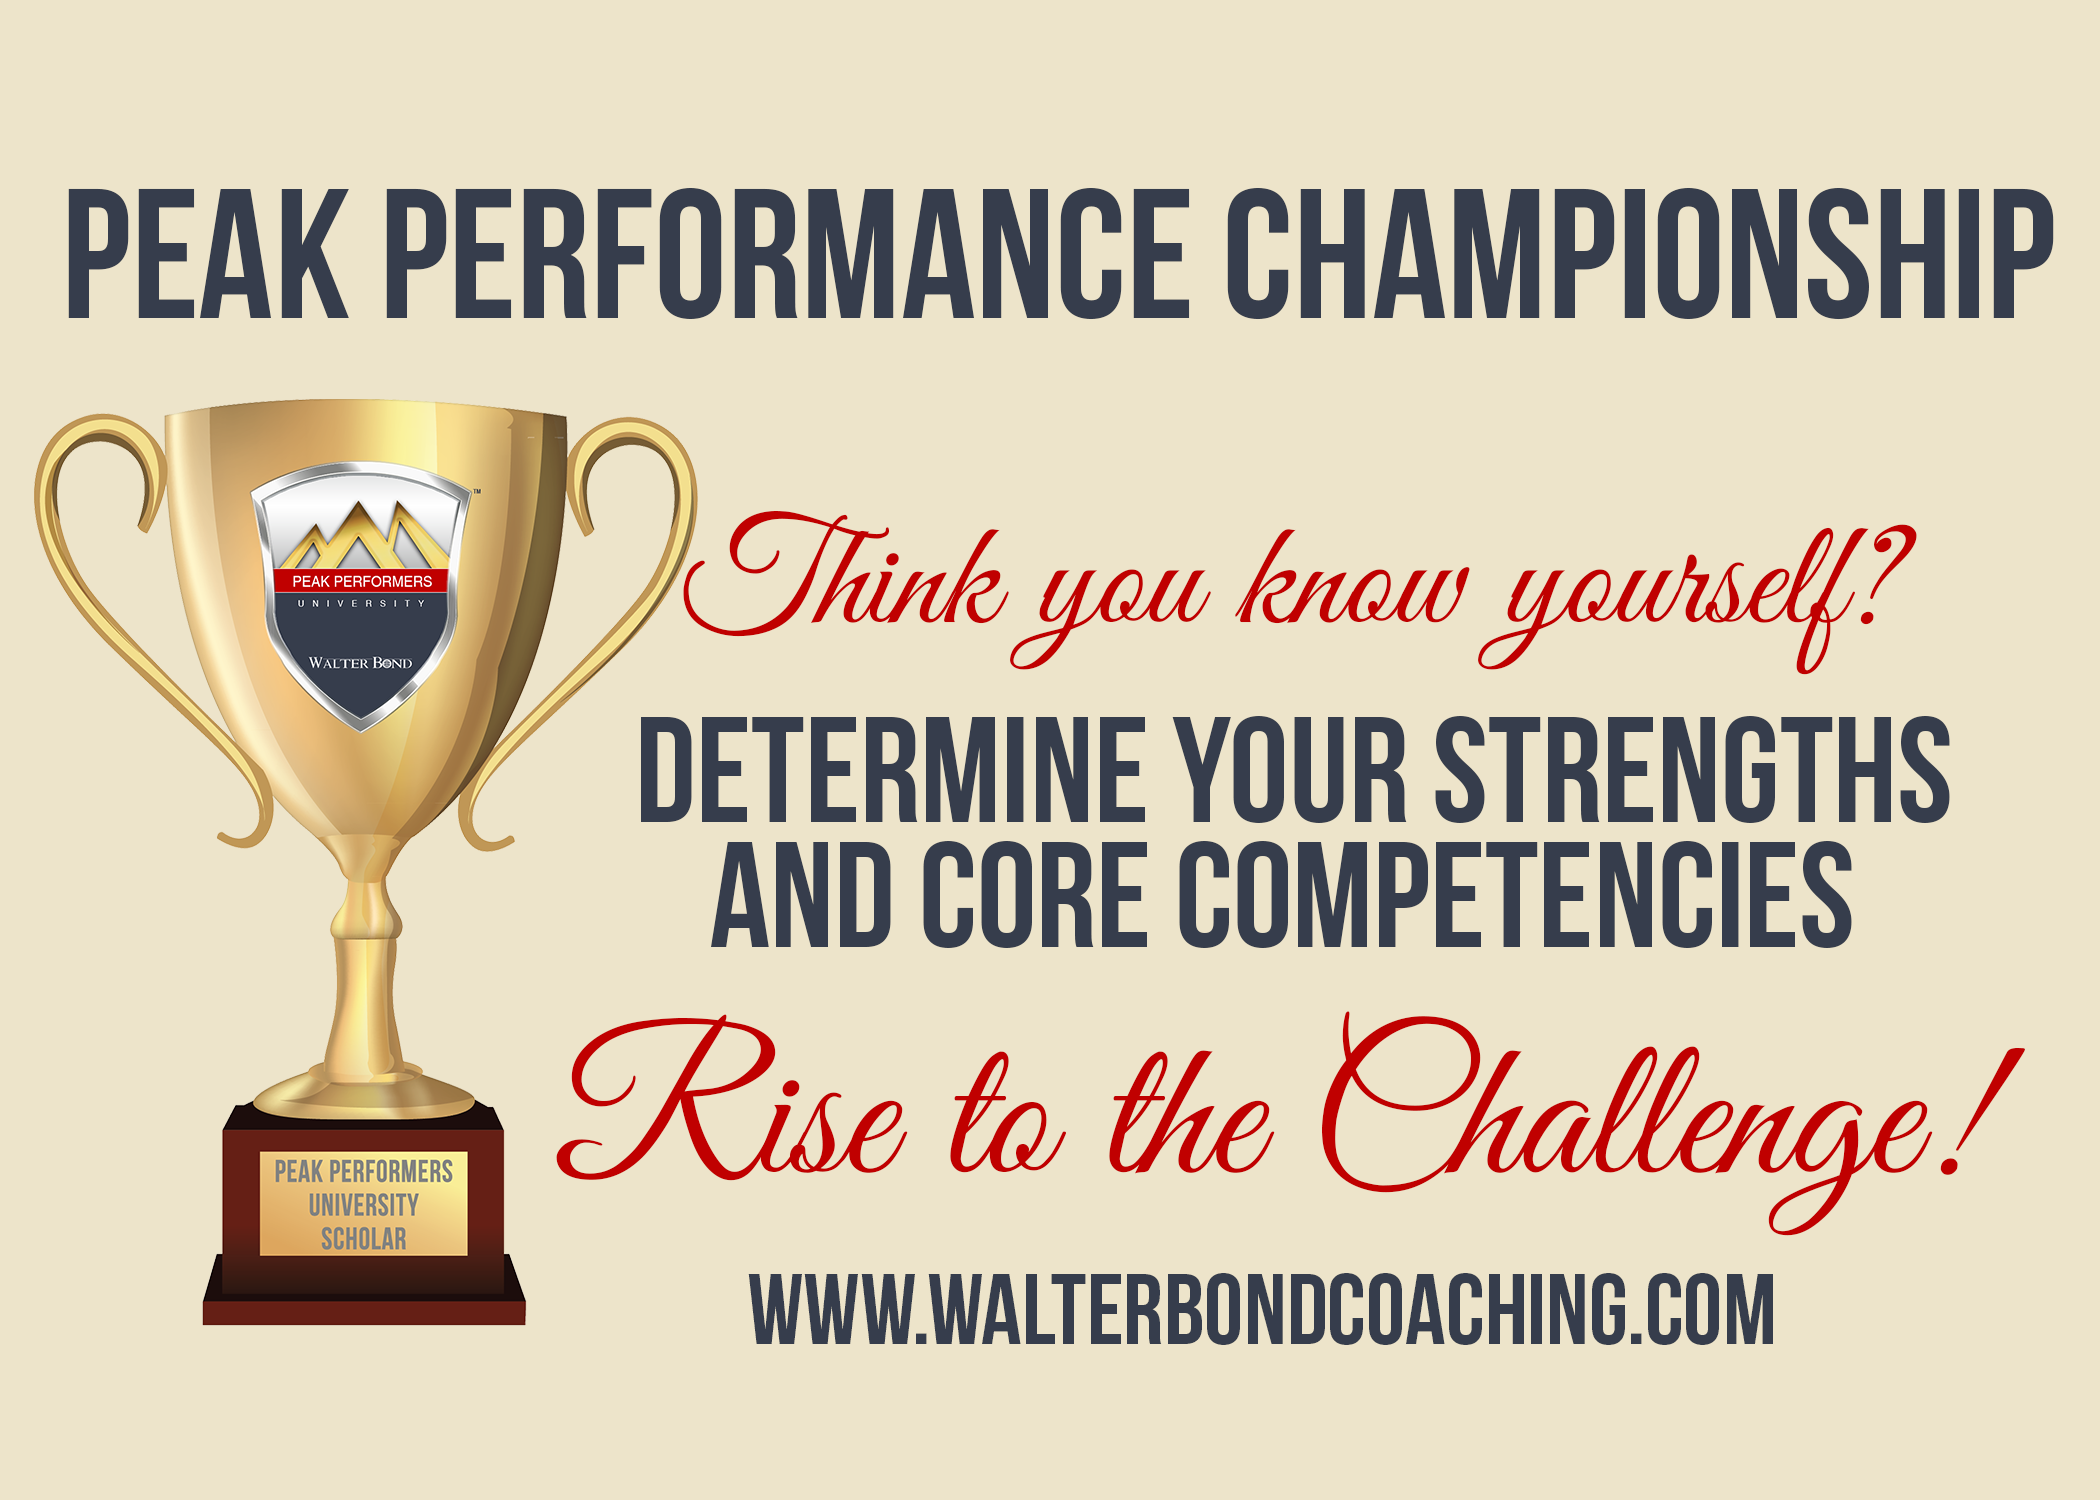 PEAK PERFORMANCE CHAMPIONSHIP
TM
PEAK PERFORMERS
UNIVERSITY
WALTER BOND
Think you know yourself?
DETERMINE YOUR STRENGTHS
AND CORE COMPETENCIES
Rise to the Challenge!
PEAK PERFORMERS
UNIVERSITY
SCHOLAR
WWW.WALTERBONDCOACHING.COM